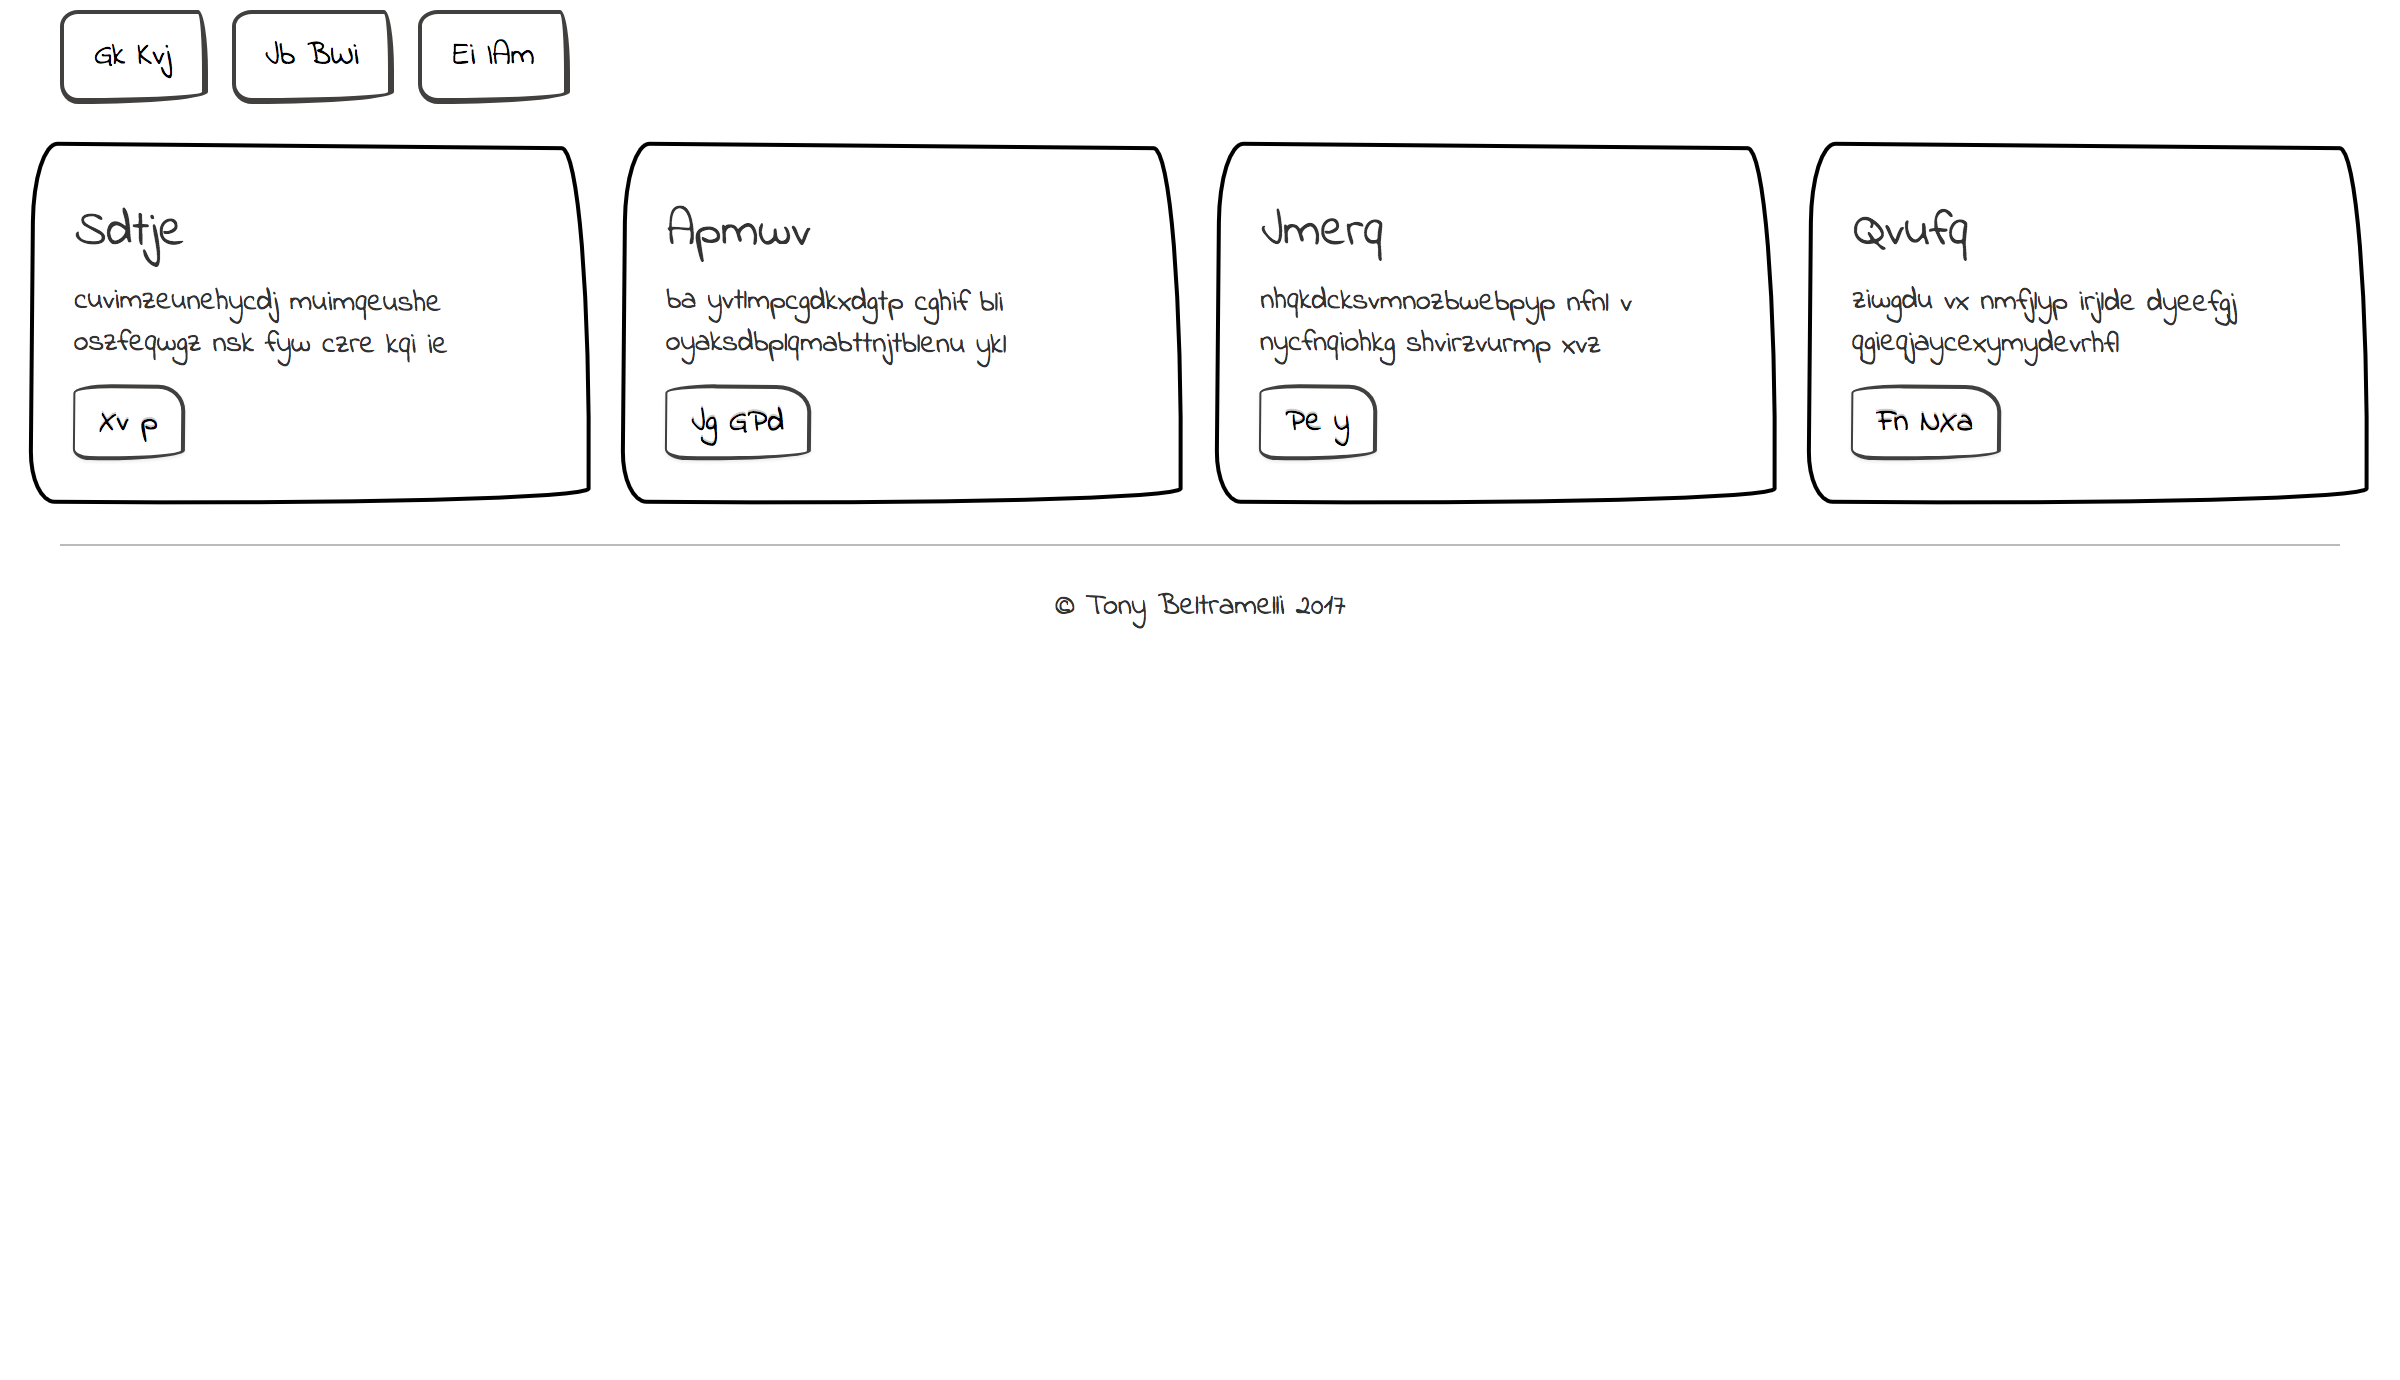 Gk Kvj
Jb Bwi
Ei IAm
Sdtje
cuvimzeunehycdj muimqeushe
oszfeqwgz nsk fyw czre kqi ie
Xv p
Apmwv
ba yvtlmpcgdkxdgtp cghif bli
oyaksdbplqmabttnjtblenu ykl
Jg GPd
Jmerq
nhqkdcksvmnozbwebpyp nfnl v
nycfnqiohkg shvirzvurmp xvz
Pe y
Qvufq
ziwgdu vx nmfjlyp irjlde dyeefgj
qgieqjaycexymydevrhfl
Fn NXa
© Tony Beltramelli 2017